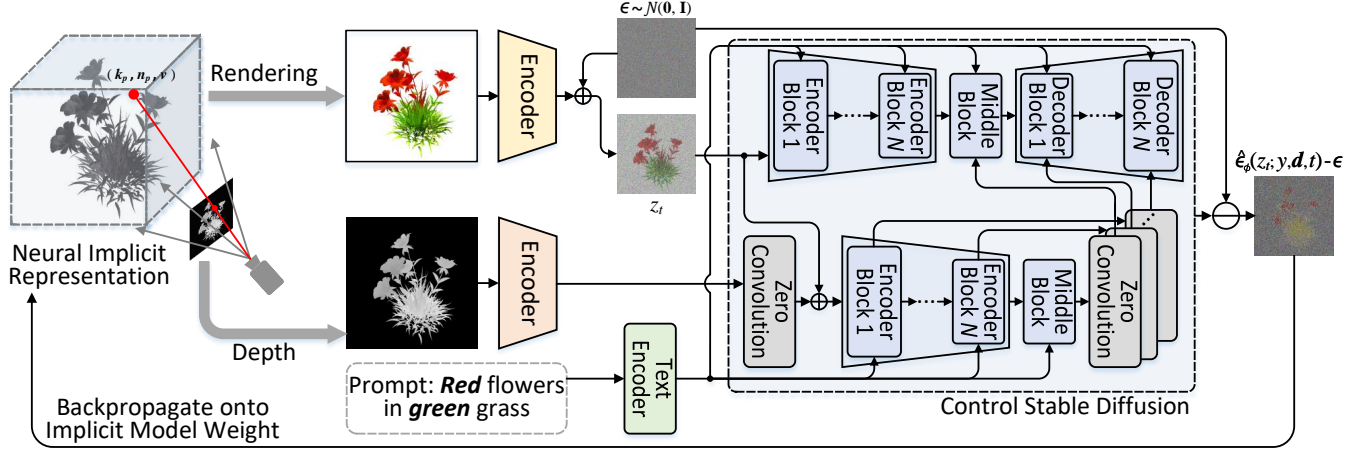 (k_p, n_p, v)
Rendering
Neural Implicit
Representation
Depth
Backpropagate onto
Implicit Model Weight
Encoder
Encoder
Prompt: Red flowers
in green grass
Text
Encoder
ϵ∼N(0, I)
z_t
Encoder
Block 1
Encoder
Block N
Middle
Block
Decoder
Block 1
Decoder
Block N
Zero
Convolution
Encoder
Block 1
Encoder
Block N
Middle
Block
Zero
Convolution
Control Stable Diffusion
ϵ̂_ϕ(z_t; y,d,t)-ϵ